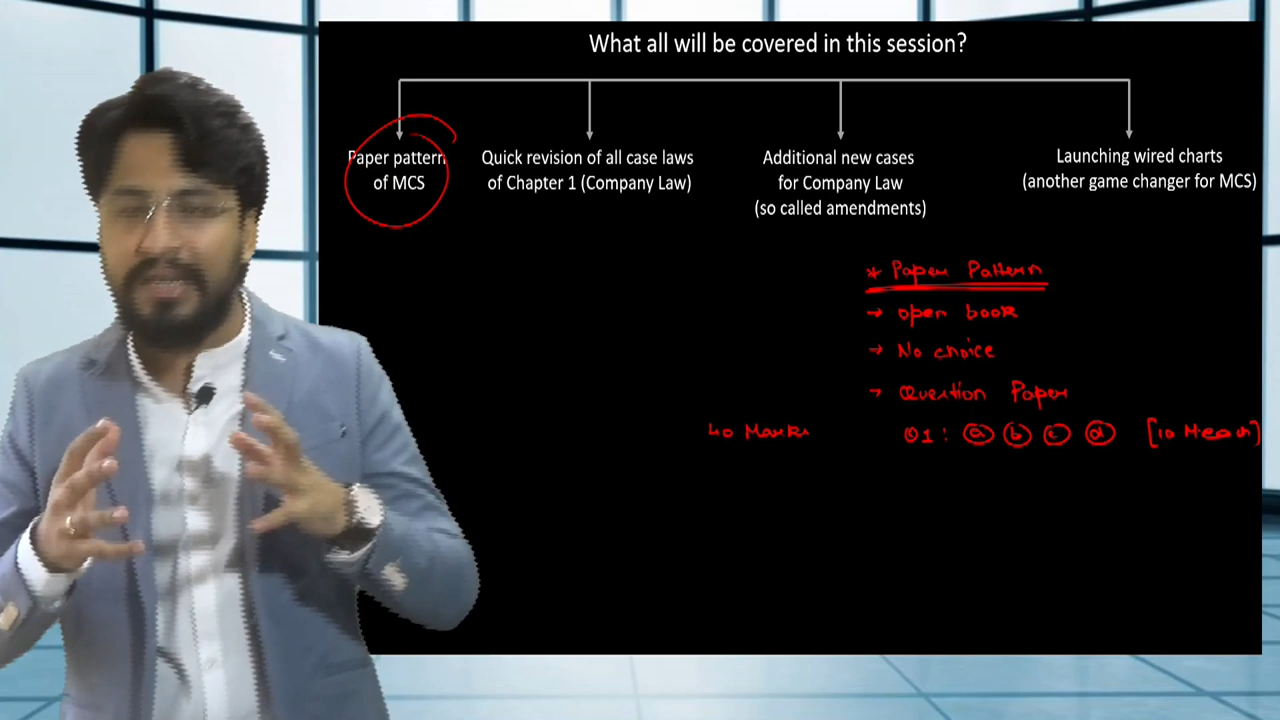 What all will be covered in this session?
Paper pattern
of MCS
Quick revision of all case laws
of Chapter 1 (Company Law)
Additional new cases
for Company Law
(so called amendments)
Launching wired charts
(another game changer for MCS)
* Paper Pattern
→ open book
→ No choice
→ Question Paper
40 Marks Q1: a b c d [10 M each]